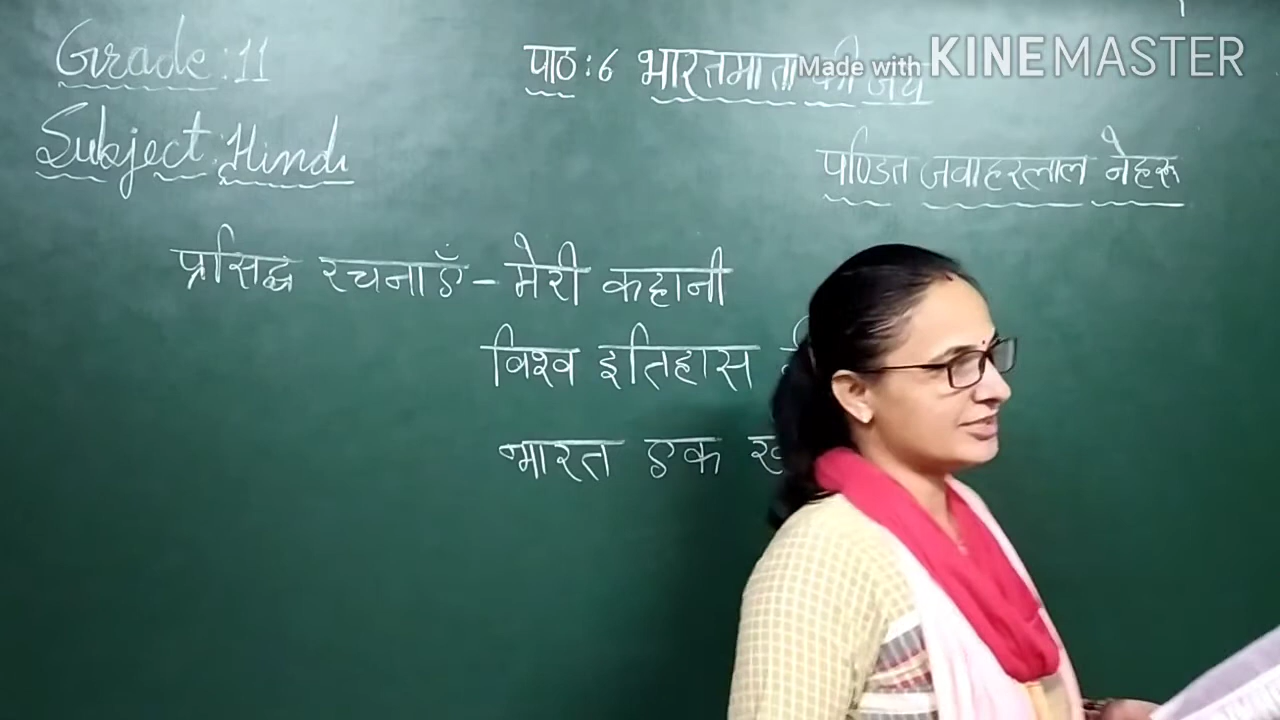 Grade: 11
पाठ: 6 भारतमाता की जय
Made with KINEMASTER
Subject: Hindi
पण्डित जवाहरलाल नेहरू
प्रसिद्ध रचनाएँ - मेरी कहानी
विश्व इतिहास
भारत एक